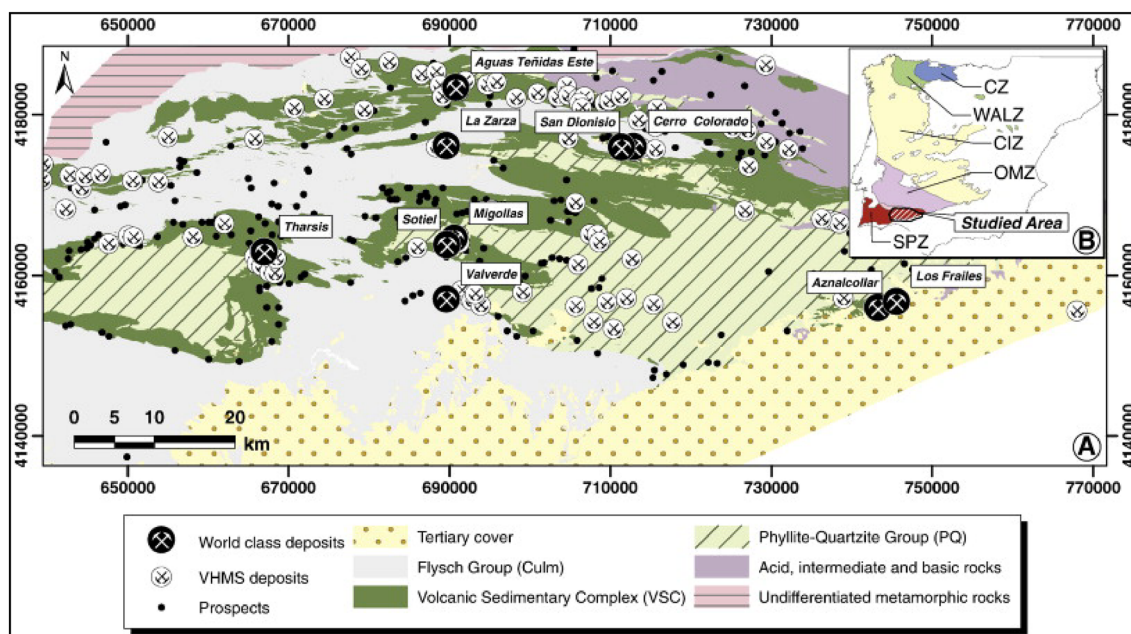 650000 670000 690000 710000 730000 750000 770000
N
Aguas Teñidas Este
La Zarza
San Dionisio
Cerro Colorado
Tharsis
Sotiel
Migollas
Valverde
Aznalcollar
Los Frailes
CZ
WALZ
CIZ
OMZ
Studied Area
SPZ
B
4180000
4160000
4140000
4180000
4160000
4140000
0 5 10 20
km
A
650000 670000 690000 710000 730000 750000 770000
World class deposits
VHMS deposits
Prospects
Tertiary cover
Flysch Group (Culm)
Volcanic Sedimentary Complex (VSC)
Phyllite-Quartzite Group (PQ)
Acid, intermediate and basic rocks
Undifferentiated metamorphic rocks